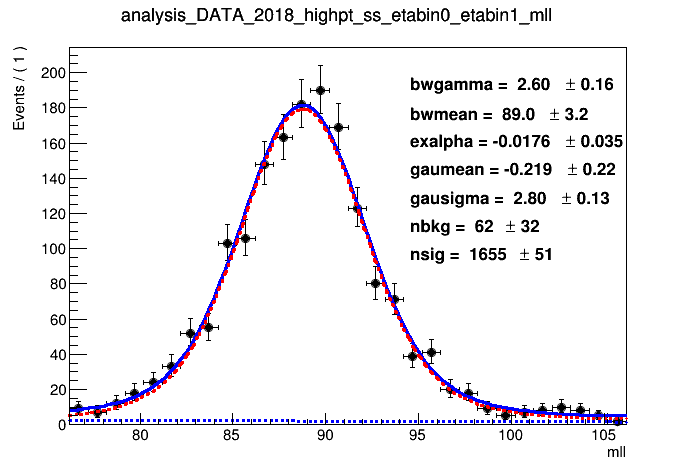 analysis_DATA_2018_highpt_ss_etabin0_etabin1_mll
Events / ( 1 )
200
180
160
140
120
100
80
60
40
20
0
bwgamma = 2.60 ± 0.16
bwmean = 89.0 ± 3.2
exalpha = -0.0176 ± 0.035
gaumean = -0.219 ± 0.22
gausigma = 2.80 ± 0.13
nbkg = 62 ± 32
nsig = 1655 ± 51
80 85 90 95 100 105
mll